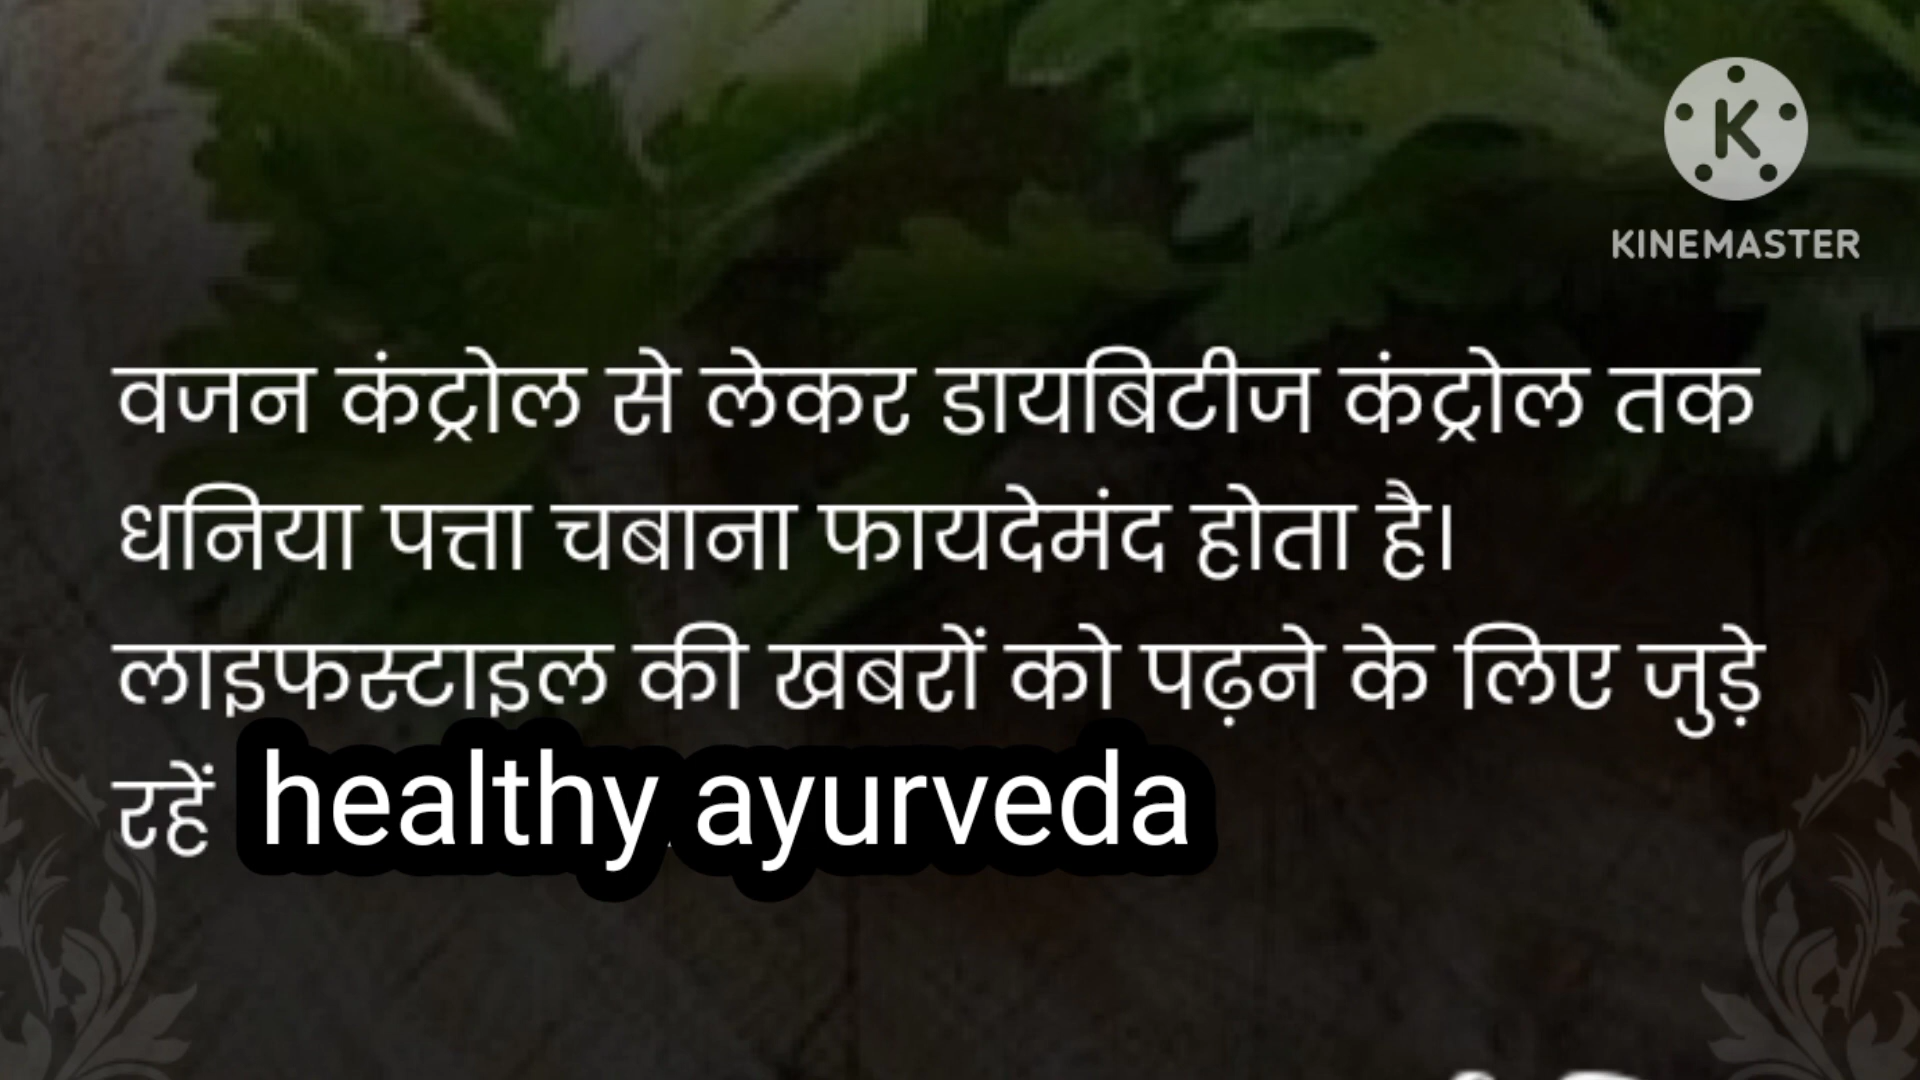 K
KINEMASTER
वजन कंट्रोल से लेकर डायबिटीज कंट्रोल तक
धनिया पत्ता चबाना फायदेमंद होता है।
लाइफस्टाइल की खबरों को पढ़ने के लिए जुड़े
रहें healthy ayurveda